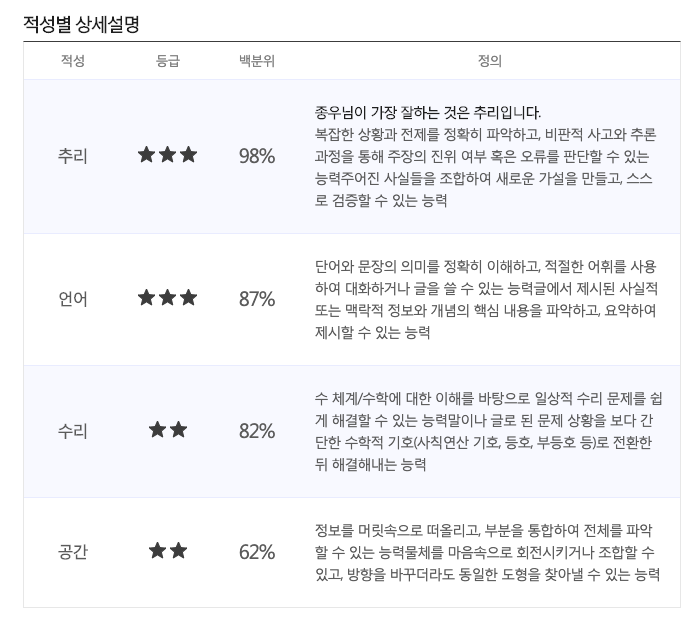 적성별 상세설명
적성 등급 백분위 정의
종우님이 가장 잘하는 것은 추리입니다.
복잡한 상황과 전제를 정확히 파악하고, 비판적 사고와 추론
추리 ★★★ 98% 과정을 통해 주장의 진위 여부 혹은 오류를 판단할 수 있는
능력주어진 사실들을 조합하여 새로운 가설을 만들고, 스스
로 검증할 수 있는 능력
단어와 문장의 의미를 정확히 이해하고, 적절한 어휘를 사용
하여 대화하거나 글을 쓸 수 있는 능력글에서 제시된 사실적
언어 ★★★ 87% 또는 맥락적 정보와 개념의 핵심 내용을 파악하고, 요약하여
제시할 수 있는 능력
수 체계/수학에 대한 이해를 바탕으로 일상적 수리 문제를 쉽
게 해결할 수 있는 능력말이나 글로 된 문제 상황을 보다 간
수리 ★★ 82% 단한 수학적 기호(사칙연산 기호, 등호, 부등호 등)로 전환한
뒤 해결해내는 능력
정보를 머릿속으로 떠올리고, 부분을 통합하여 전체를 파악
공간 ★★ 62% 할 수 있는 능력물체를 마음속으로 회전시키거나 조합할 수
있고, 방향을 바꾸더라도 동일한 도형을 찾아낼 수 있는 능력